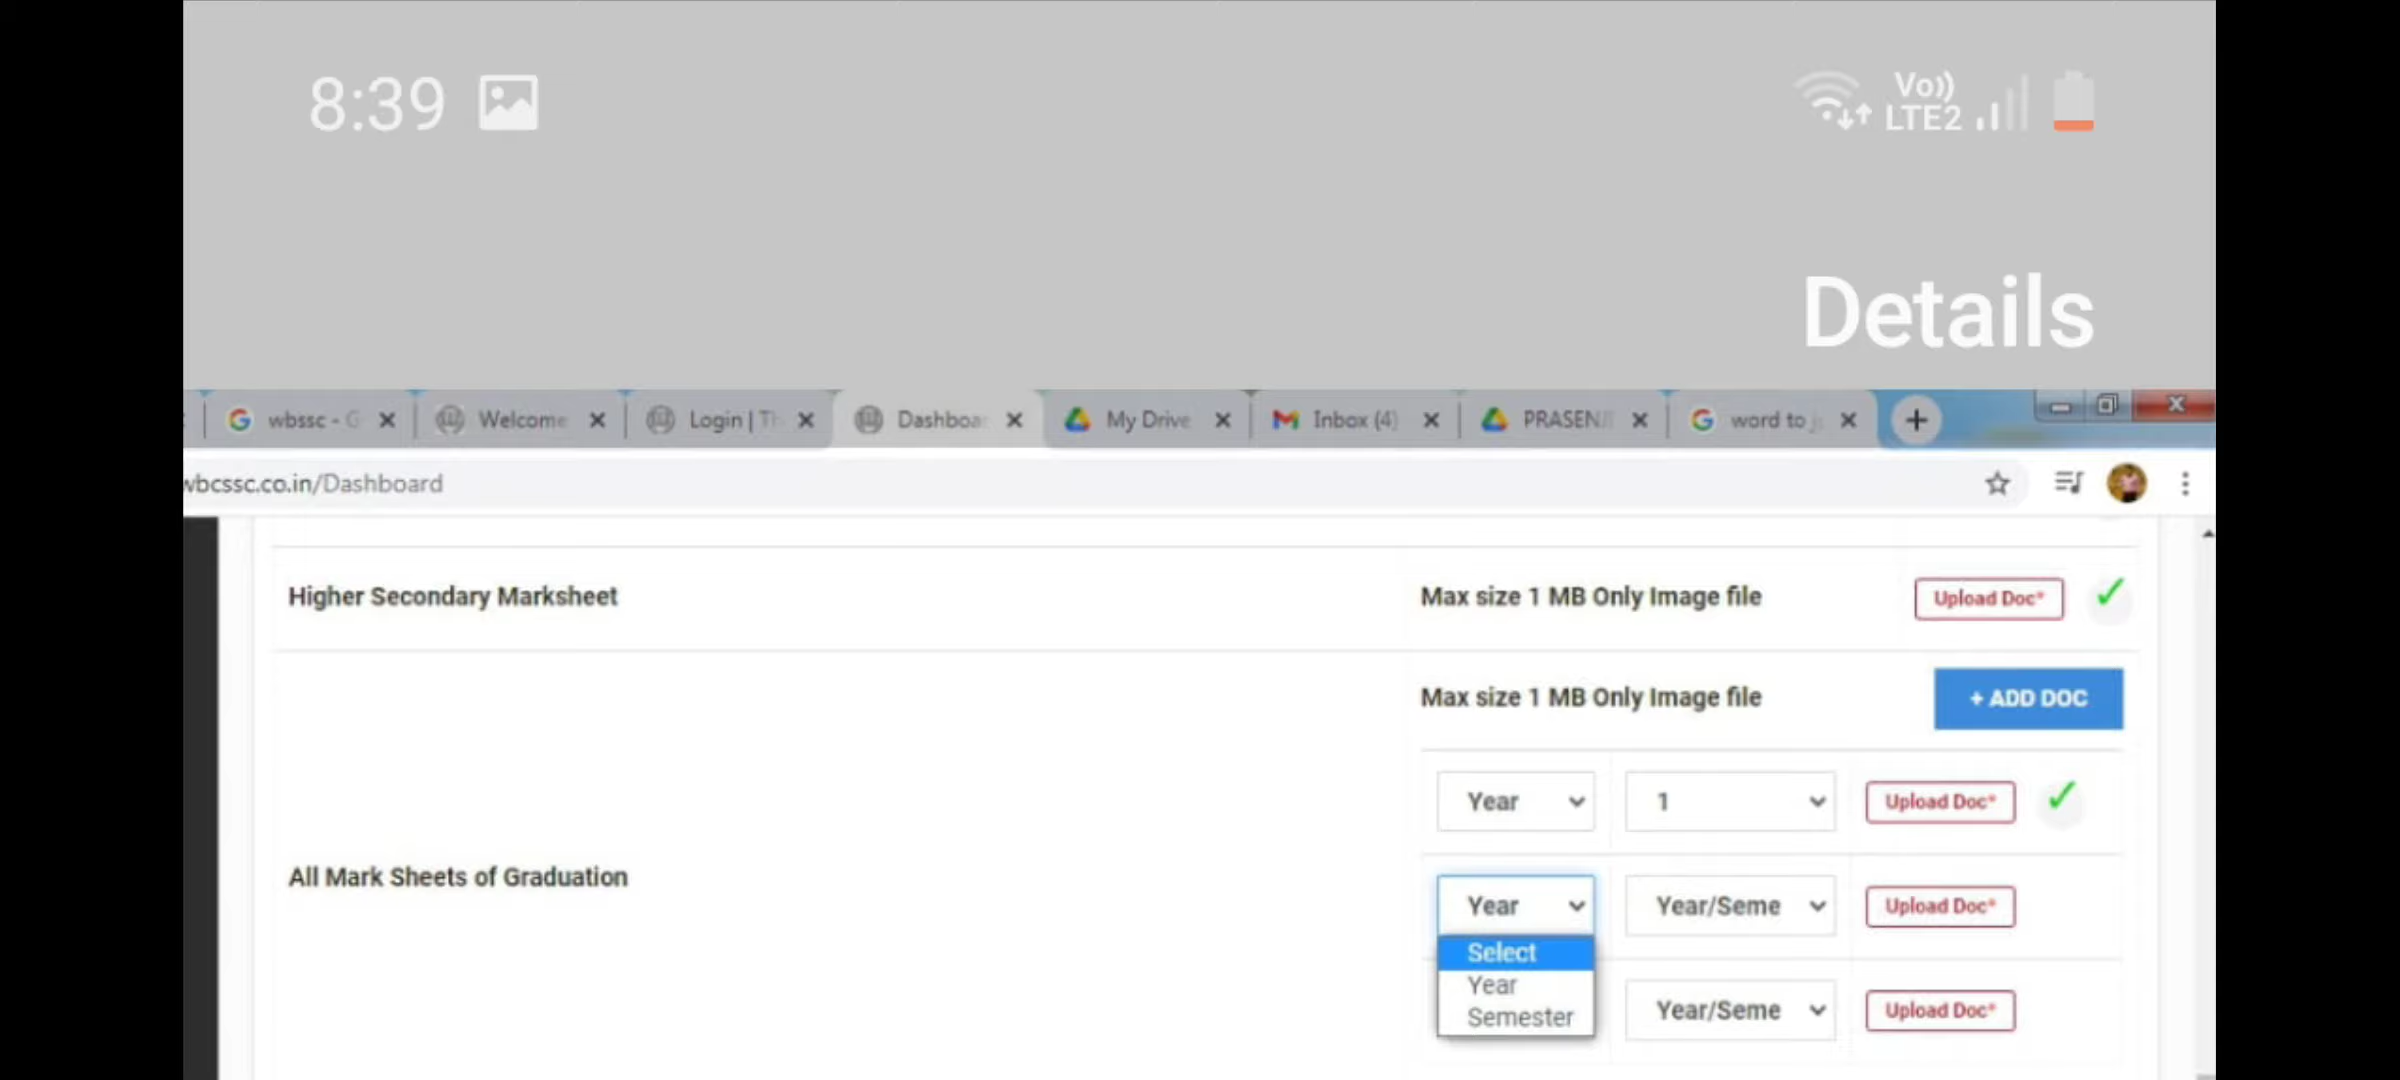 8:39 Vo)) LTE2
Details
wbssc - G Welcome Login | Th Dashboar My Drive Inbox (4) PRASENJI word to j
wbcssc.co.in/Dashboard
Higher Secondary Marksheet Max size 1 MB Only Image file Upload Doc*
Max size 1 MB Only Image file + ADD DOC
Year 1 Upload Doc*
All Mark Sheets of Graduation
Year Year/Seme Upload Doc*
Select
Year
Semester
Year/Seme Upload Doc*